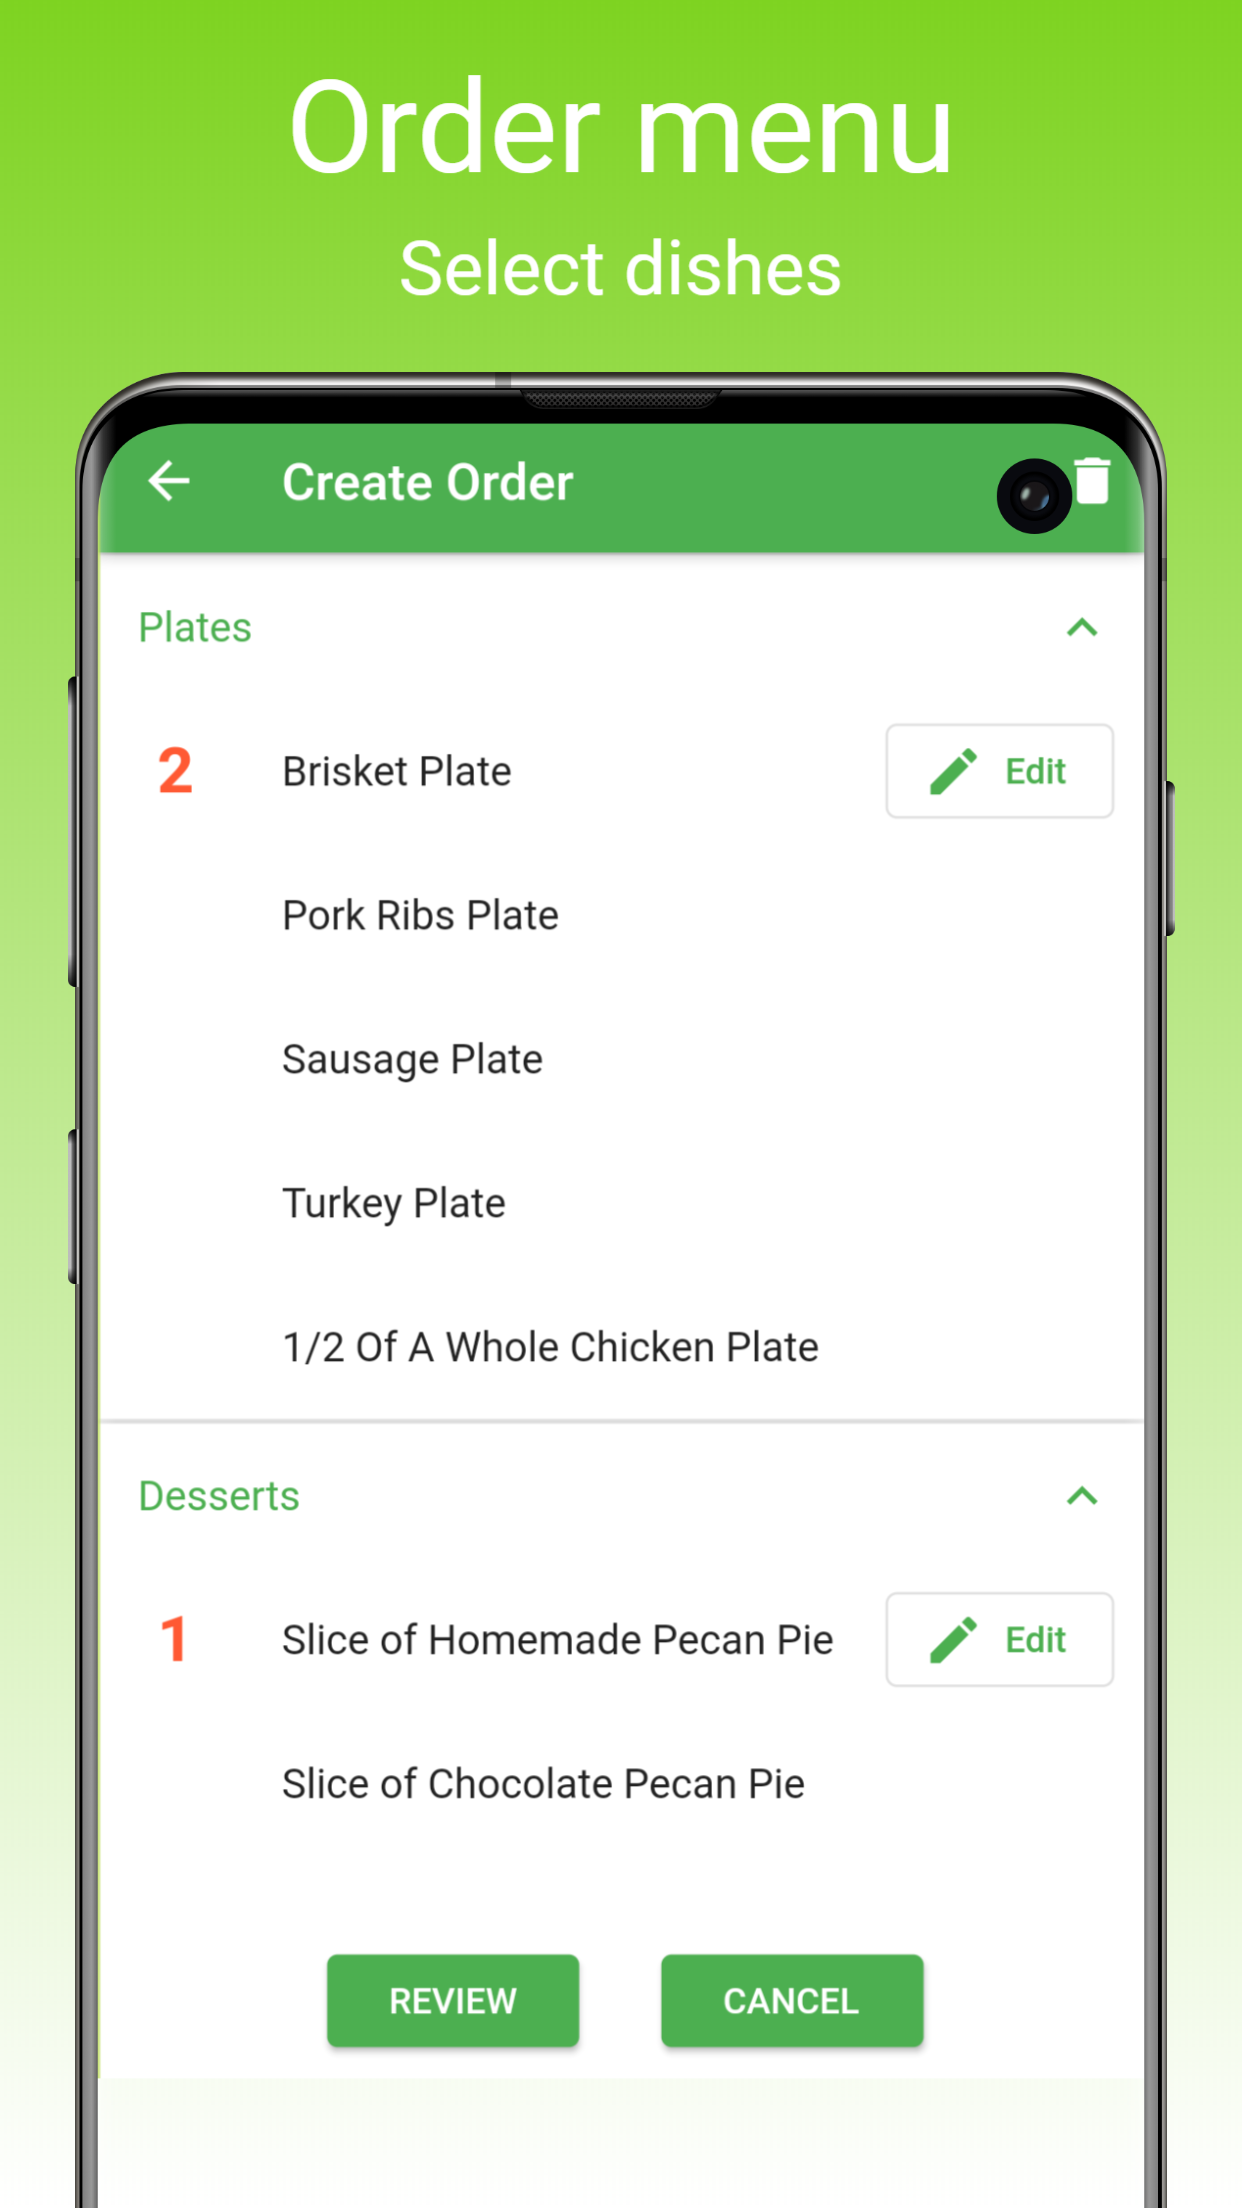 Order menu
Select dishes
Create Order
Plates
2 Brisket Plate Edit
Pork Ribs Plate
Sausage Plate
Turkey Plate
1/2 Of A Whole Chicken Plate
Desserts
1 Slice of Homemade Pecan Pie Edit
Slice of Chocolate Pecan Pie
REVIEW CANCEL